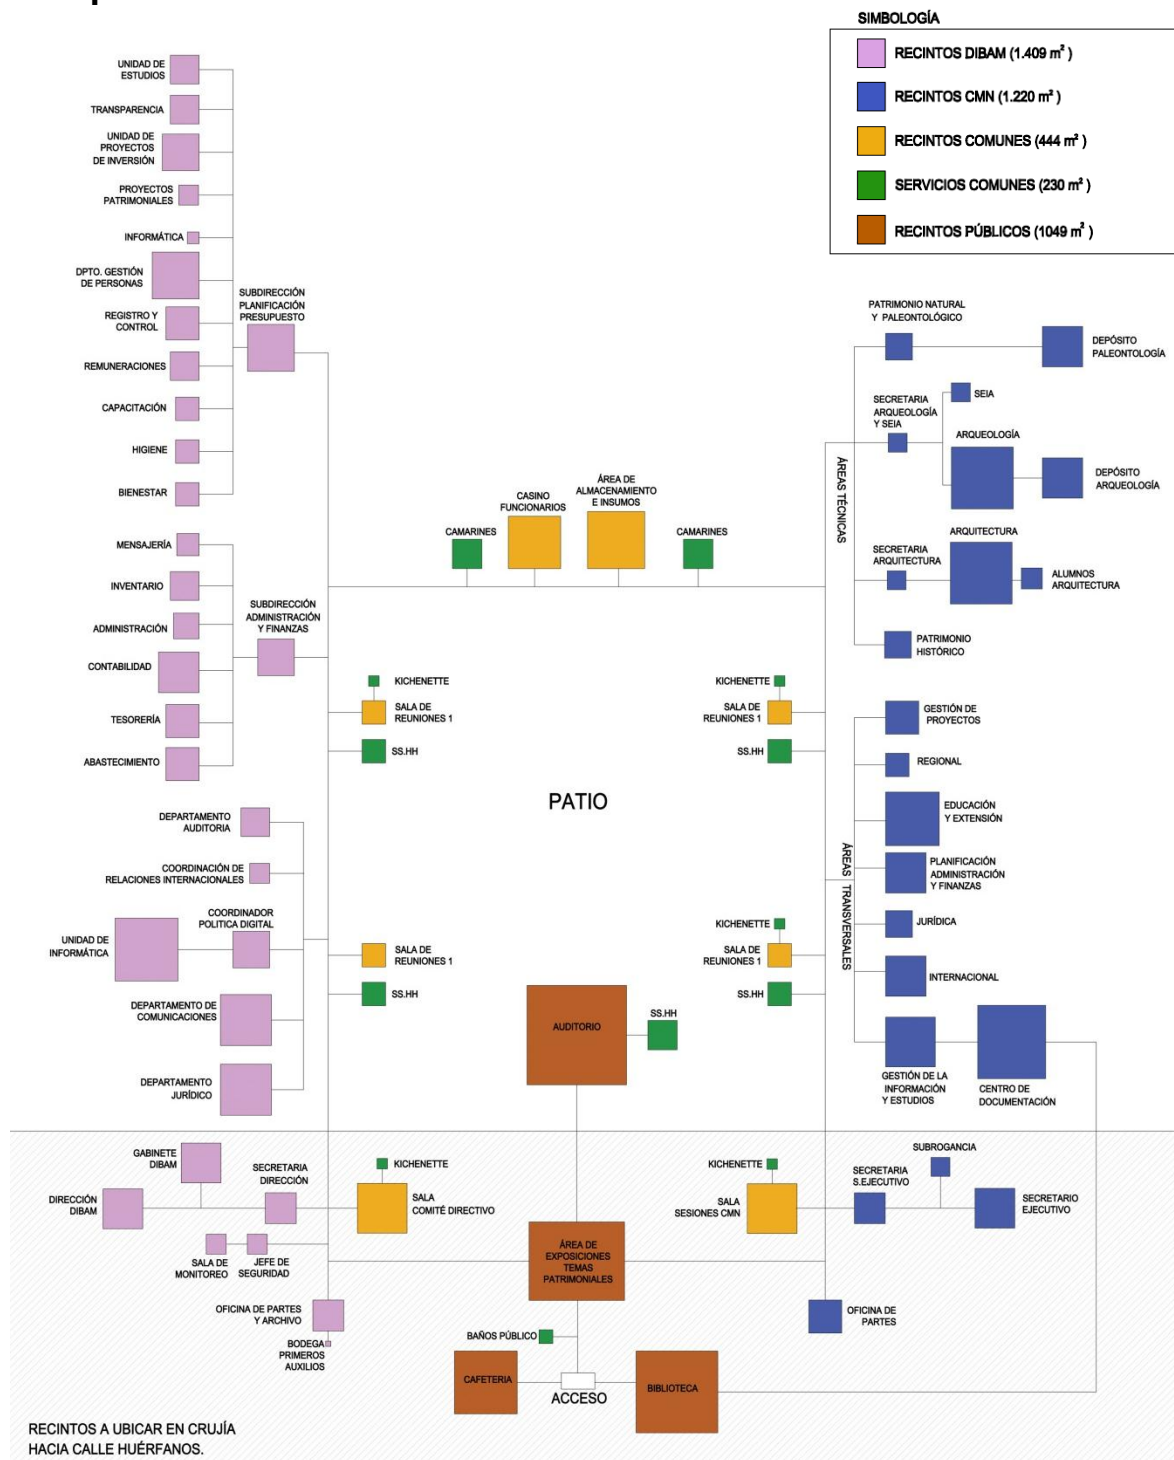 SIMBOLOGÍA
RECINTOS DIBAM (1.409 m² )
RECINTOS CMN (1.220 m² )
RECINTOS COMUNES (444 m² )
SERVICIOS COMUNES (230 m² )
RECINTOS PÚBLICOS (1049 m² )
UNIDAD DE
ESTUDIOS
TRANSPARENCIA
UNIDAD DE
PROYECTOS
DE INVERSIÓN
PROYECTOS
PATRIMONIALES
INFORMÁTICA
DPTO. GESTIÓN
DE PERSONAS
REGISTRO Y
CONTROL
REMUNERACIONES
CAPACITACIÓN
HIGIENE
BIENESTAR
SUBDIRECCIÓN
PLANIFICACIÓN
PRESUPUESTO
MENSAJERÍA
INVENTARIO
ADMINISTRACIÓN
CONTABILIDAD
TESORERÍA
ABASTECIMIENTO
SUBDIRECCIÓN
ADMINISTRACIÓN
Y FINANZAS
CAMARINES
CASINO
FUNCIONARIOS
ÁREA DE
ALMACENAMIENTO
E INSUMOS
CAMARINES
PATRIMONIO NATURAL
Y PALEONTOLÓGICO
DEPÓSITO
PALEONTOLOGÍA
SECRETARIA
ARQUEOLOGÍA
Y SEIA
SEIA
ARQUEOLOGÍA
DEPÓSITO
ARQUEOLOGÍA
ÁREAS TÉCNICAS
SECRETARIA
ARQUITECTURA
ARQUITECTURA
ALUMNOS
ARQUITECTURA
PATRIMONIO
HISTÓRICO
KICHENETTE
SALA DE
REUNIONES 1
SS.HH
KICHENETTE
SALA DE
REUNIONES 1
SS.HH
PATIO
GESTIÓN DE
PROYECTOS
REGIONAL
EDUCACIÓN
Y EXTENSIÓN
PLANIFICACIÓN
ADMINISTRACIÓN
Y FINANZAS
JURÍDICA
INTERNACIONAL
ÁREAS TRANSVERSALES
GESTIÓN DE LA
INFORMACIÓN
Y ESTUDIOS
CENTRO DE
DOCUMENTACIÓN
DEPARTAMENTO
AUDITORIA
COORDINACIÓN DE
RELACIONES INTERNACIONALES
COORDINADOR
POLITICA DIGITAL
UNIDAD DE
INFORMÁTICA
DEPARTAMENTO DE
COMUNICACIONES
DEPARTAMENTO
JURÍDICO
SALA DE
REUNIONES 1
SS.HH
KICHENETTE
SALA DE
REUNIONES 1
SS.HH
AUDITORIO
SS.HH
GABINETE
DIBAM
DIRECCIÓN
DIBAM
SECRETARIA
DIRECCIÓN
KICHENETTE
SALA
COMITÉ DIRECTIVO
SALA DE
MONITOREO
JEFE DE
SEGURIDAD
OFICINA DE PARTES
Y ARCHIVO
BODEGA
PRIMEROS
AUXILIOS
KICHENETTE
SALA
SESIONES CMN
SECRETARIA
S.EJECUTIVO
SUBROGANCIA
SECRETARIO
EJECUTIVO
OFICINA DE
PARTES
ÁREA DE
EXPOSICIONES
TEMAS
PATRIMONIALES
BAÑOS PÚBLICO
CAFETERIA
ACCESO
BIBLIOTECA
RECINTOS A UBICAR EN CRUJÍA
HACIA CALLE HUÉRFANOS.